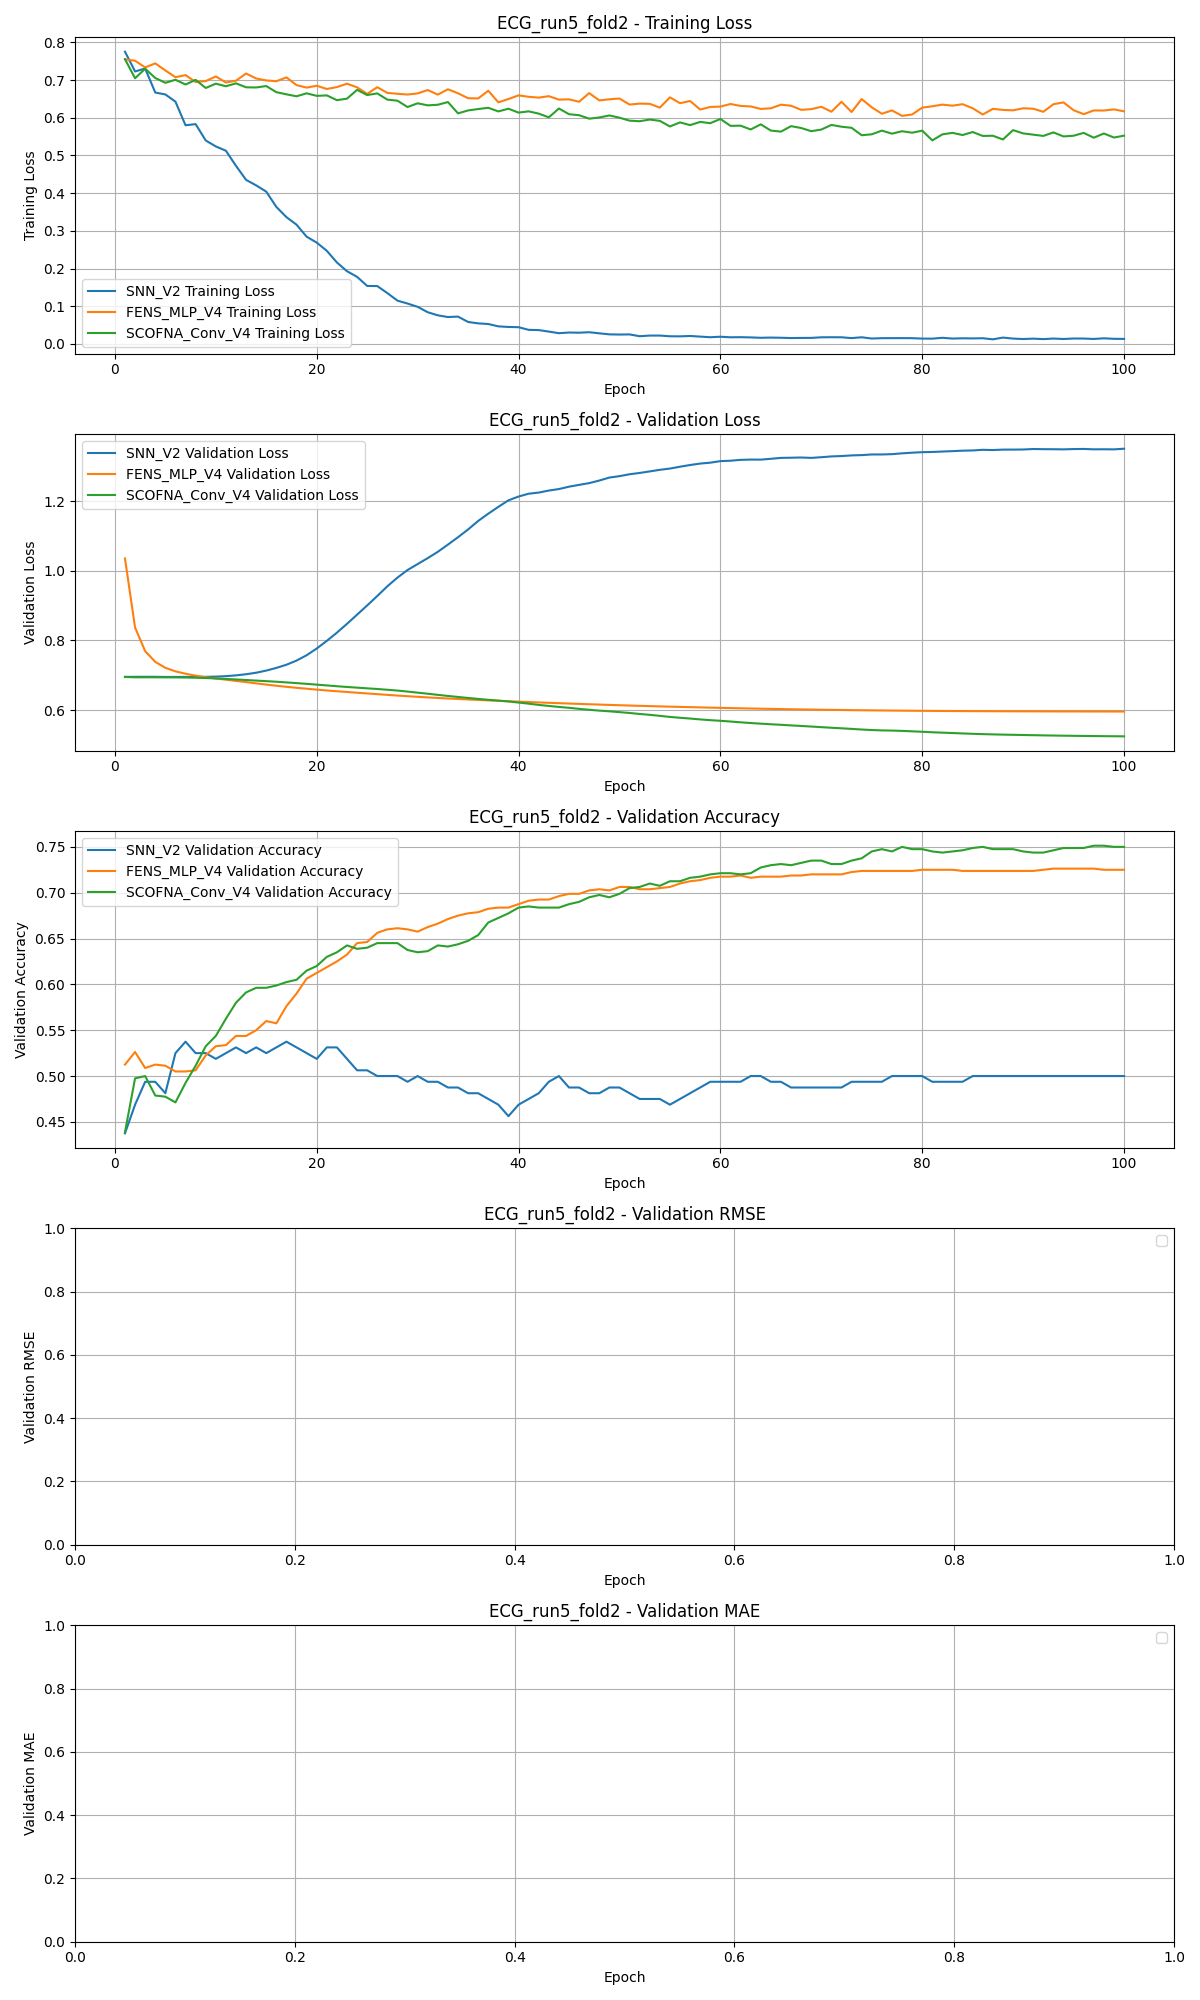 ECG_run5_fold2 - Training Loss
0.8
0.7
0.6
0.5
0.4
0.3
0.2
0.1
0.0
Training Loss
SNN_V2 Training Loss
FENS_MLP_V4 Training Loss
SCOFNA_Conv_V4 Training Loss
0 20 40 60 80 100
Epoch
ECG_run5_fold2 - Validation Loss
1.2
1.0
0.8
0.6
Validation Loss
SNN_V2 Validation Loss
FENS_MLP_V4 Validation Loss
SCOFNA_Conv_V4 Validation Loss
0 20 40 60 80 100
Epoch
ECG_run5_fold2 - Validation Accuracy
0.75
0.70
0.65
0.60
0.55
0.50
0.45
Validation Accuracy
SNN_V2 Validation Accuracy
FENS_MLP_V4 Validation Accuracy
SCOFNA_Conv_V4 Validation Accuracy
0 20 40 60 80 100
Epoch
ECG_run5_fold2 - Validation RMSE
1.0
0.8
0.6
0.4
0.2
0.0
Validation RMSE
0.0 0.2 0.4 0.6 0.8 1.0
Epoch
ECG_run5_fold2 - Validation MAE
1.0
0.8
0.6
0.4
0.2
0.0
Validation MAE
0.0 0.2 0.4 0.6 0.8 1.0
Epoch